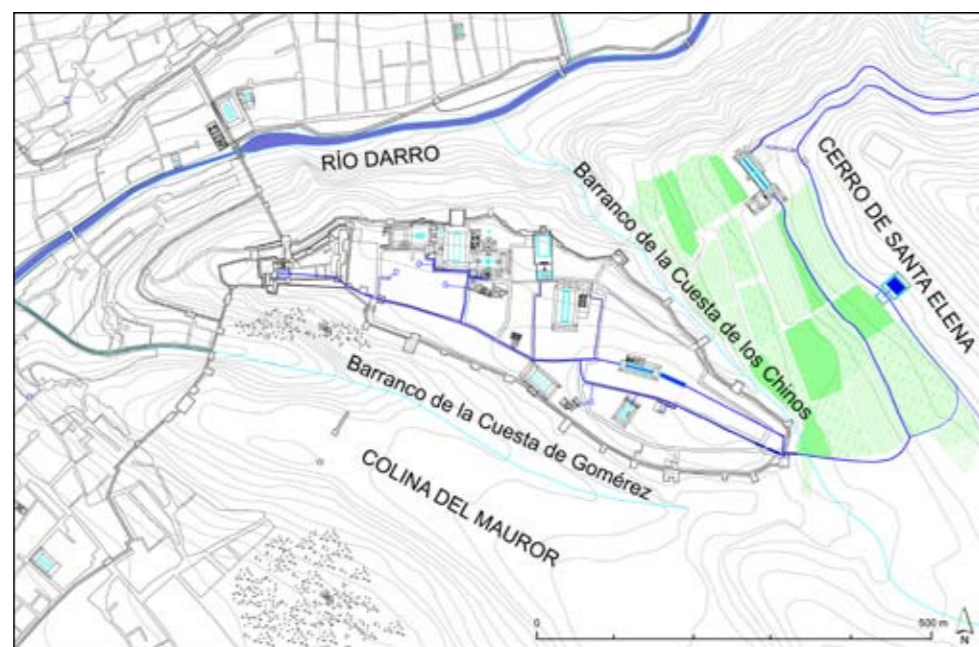 RÍO DARRO
Barranco de la Cuesta de los Chinos
CERRO DE SANTA ELENA
Barranco de la Cuesta de Gomérez
COLINA DEL MAUROR
0
500 m
N